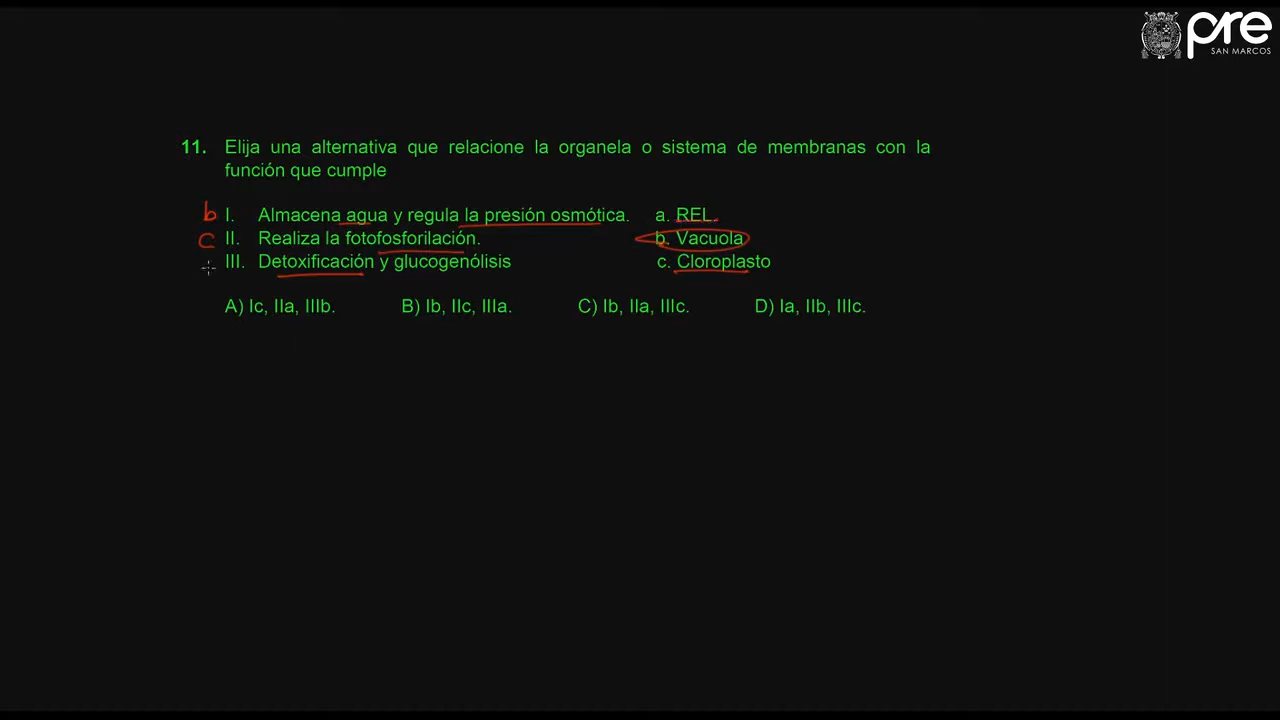 pre
SAN MARCOS
11. Elija una alternativa que relacione la organela o sistema de membranas con la
función que cumple
b I. Almacena agua y regula la presión osmótica. a. REL.
c II. Realiza la fotofosforilación. b. Vacuola
III. Detoxificación y glucogenólisis c. Cloroplasto
A) Ic, IIa, IIIb. B) Ib, IIc, IIIa. C) Ib, IIa, IIIc. D) Ia, IIb, IIIc.